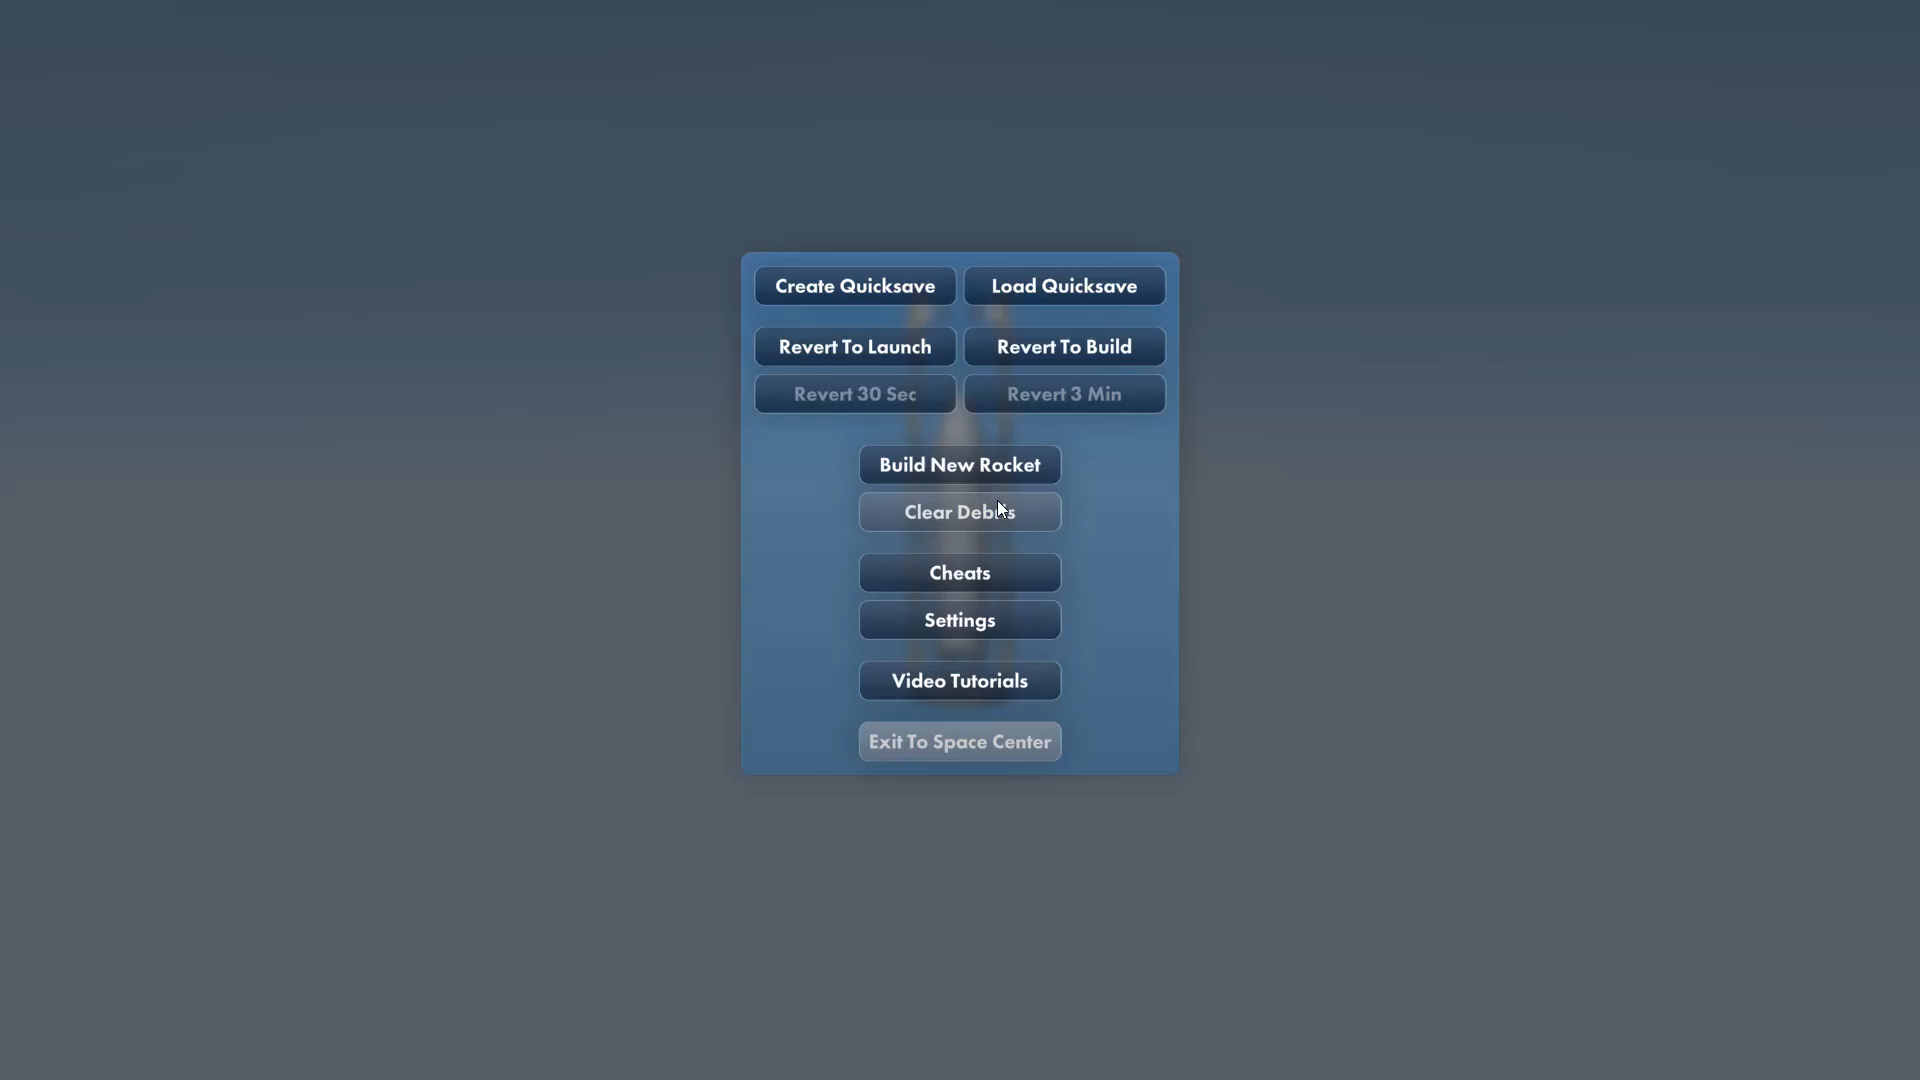 Create Quicksave
Load Quicksave
Revert To Launch
Revert To Build
Revert 30 Sec
Revert 3 Min
Build New Rocket
Clear Debris
Cheats
Settings
Video Tutorials
Exit To Space Center